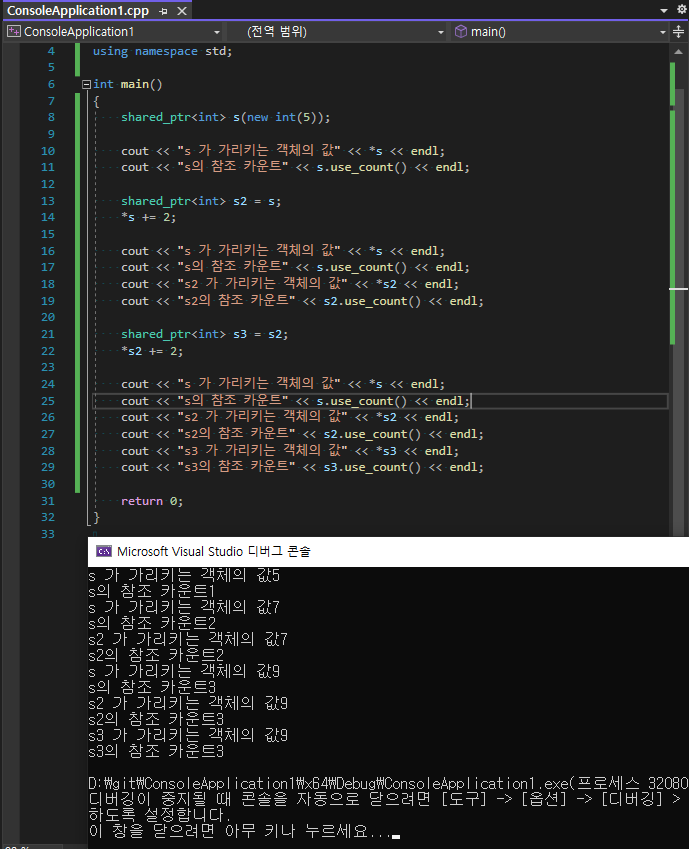 ConsoleApplication1.cpp
ConsoleApplication1 (전역 범위) main()
4 using namespace std;
5
6 int main()
7 {
8 shared_ptr<int> s(new int(5));
9
10 cout << "s 가 가리키는 객체의 값" << *s << endl;
11 cout << "s의 참조 카운트" << s.use_count() << endl;
12
13 shared_ptr<int> s2 = s;
14 *s += 2;
15
16 cout << "s 가 가리키는 객체의 값" << *s << endl;
17 cout << "s의 참조 카운트" << s.use_count() << endl;
18 cout << "s2 가 가리키는 객체의 값" << *s2 << endl;
19 cout << "s2의 참조 카운트" << s2.use_count() << endl;
20
21 shared_ptr<int> s3 = s2;
22 *s2 += 2;
23
24 cout << "s 가 가리키는 객체의 값" << *s << endl;
25 cout << "s의 참조 카운트" << s.use_count() << endl;
26 cout << "s2 가 가리키는 객체의 값" << *s2 << endl;
27 cout << "s2의 참조 카운트" << s2.use_count() << endl;
28 cout << "s3 가 가리키는 객체의 값" << *s3 << endl;
29 cout << "s3의 참조 카운트" << s3.use_count() << endl;
30
31 return 0;
32 }
33
Microsoft Visual Studio 디버그 콘솔
s 가 가리키는 객체의 값5
s의 참조 카운트1
s 가 가리키는 객체의 값7
s의 참조 카운트2
s2 가 가리키는 객체의 값7
s2의 참조 카운트2
s 가 가리키는 객체의 값9
s의 참조 카운트3
s2 가 가리키는 객체의 값9
s2의 참조 카운트3
s3 가 가리키는 객체의 값9
s3의 참조 카운트3
D:₩git₩ConsoleApplication1₩x64₩Debug₩ConsoleApplication1.exe(프로세스 32080
디버깅이 중지될 때 콘솔을 자동으로 닫으려면 [도구] -> [옵션] -> [디버깅] >
하도록 설정합니다.
이 창을 닫으려면 아무 키나 누르세요...